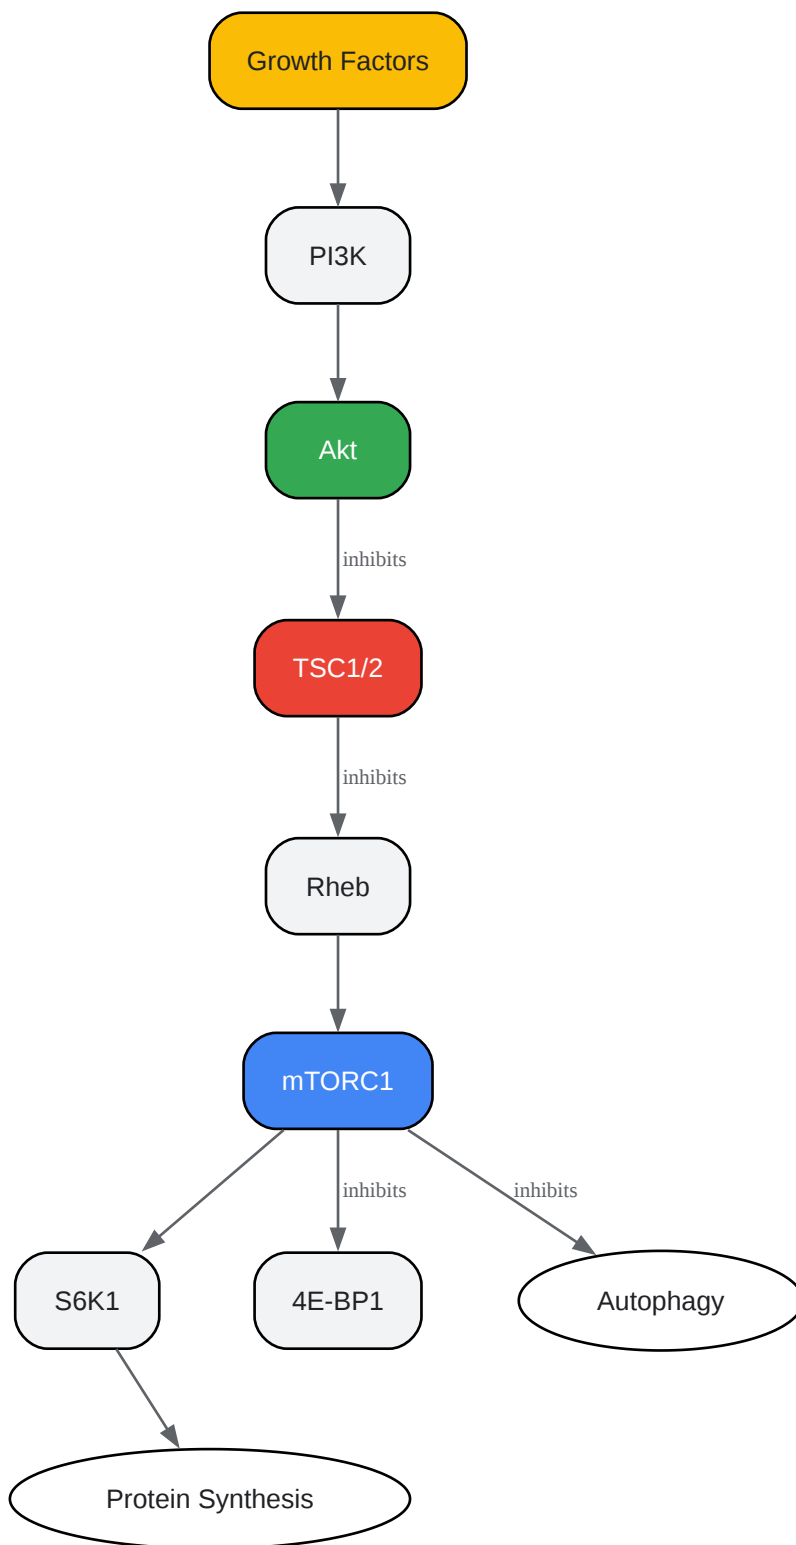 Growth Factors
PI3K
Akt
inhibits
TSC1/2
inhibits
Rheb
mTORC1
inhibits
inhibits
S6K1
4E-BP1
Autophagy
Protein Synthesis